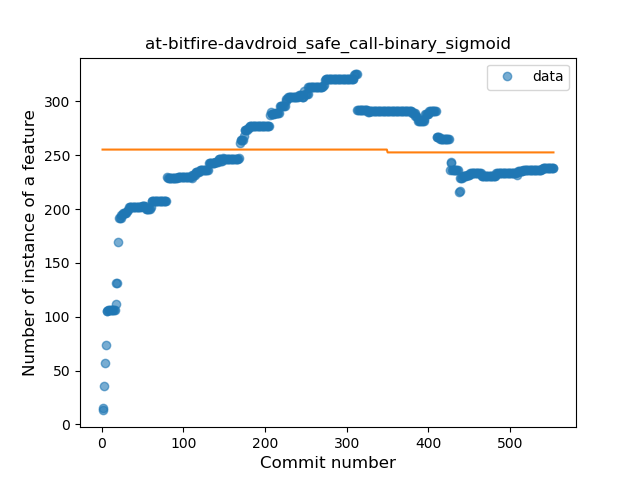 at-bitfire-davdroid_safe_call-binary_sigmoid
data
Number of instance of a feature
300
250
200
150
100
50
0
0 100 200 300 400 500
Commit number